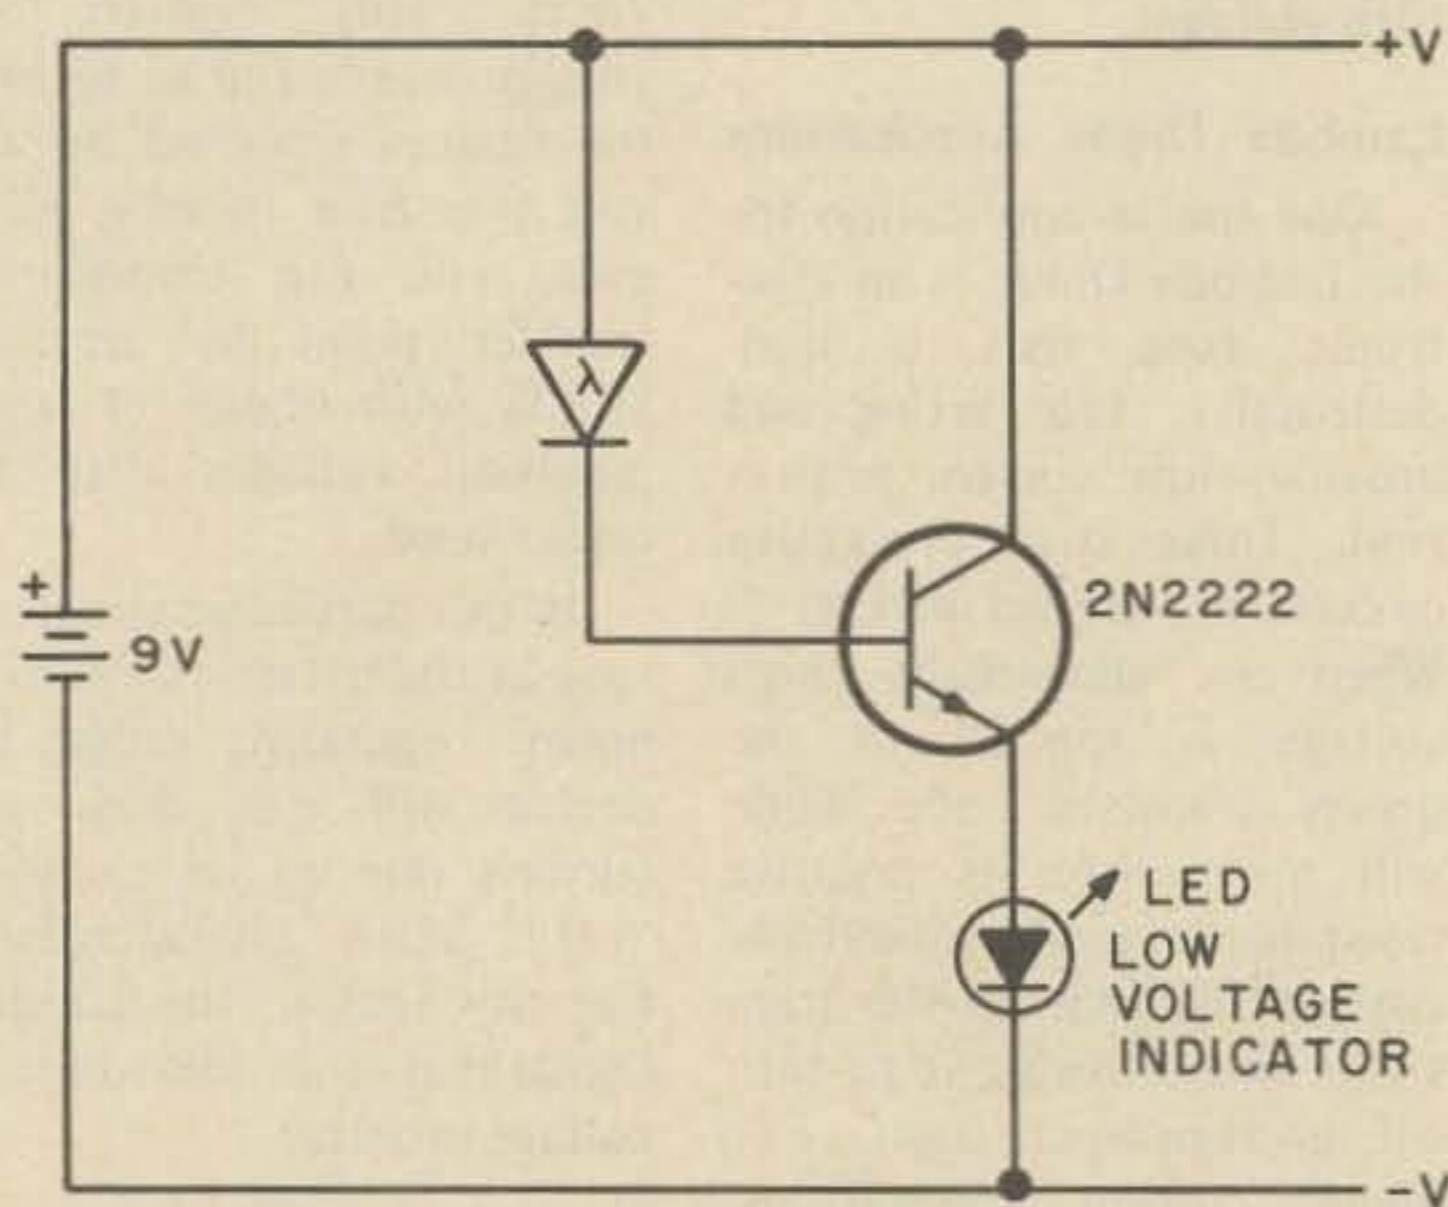 +V
λ
+
9V
2N2222
LED
LOW
VOLTAGE
INDICATOR
-V